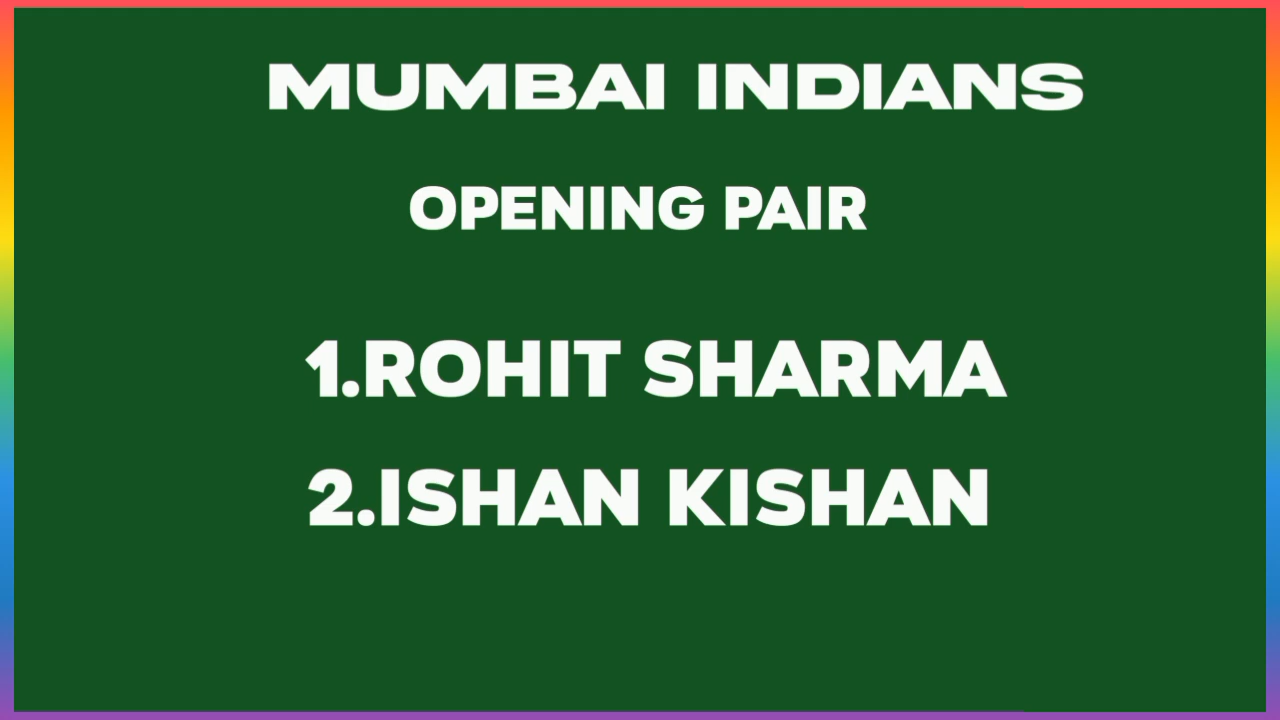 MUMBAI INDIANS
OPENING PAIR
1.ROHIT SHARMA
2.ISHAN KISHAN